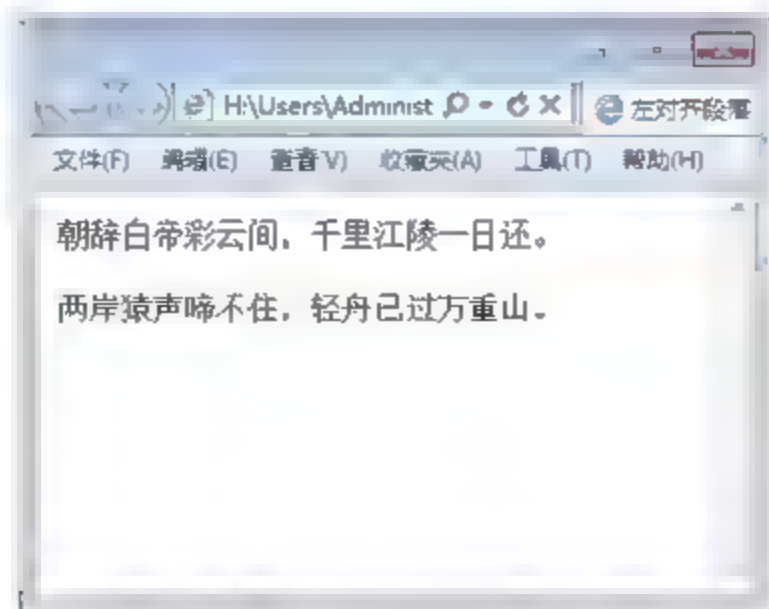 H:\Users\Administ 左对齐段落
文件(F) 编辑(E) 查看(V) 收藏夹(A) 工具(T) 帮助(H)
朝辞白帝彩云间，千里江陵一日还。
两岸猿声啼不住，轻舟已过万重山。